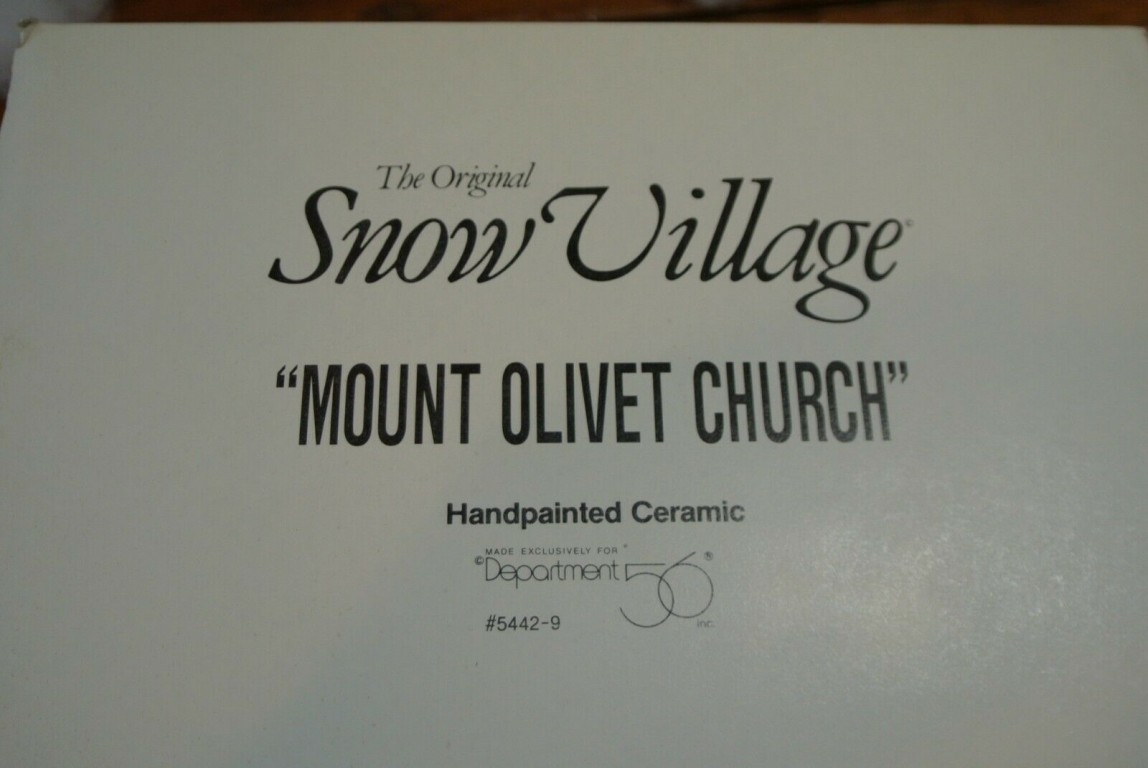 The Original
Snow Village©
“MOUNT OLIVET CHURCH”
Handpainted Ceramic
MADE EXCLUSIVELY FOR
©Department 56® inc.
#5442-9